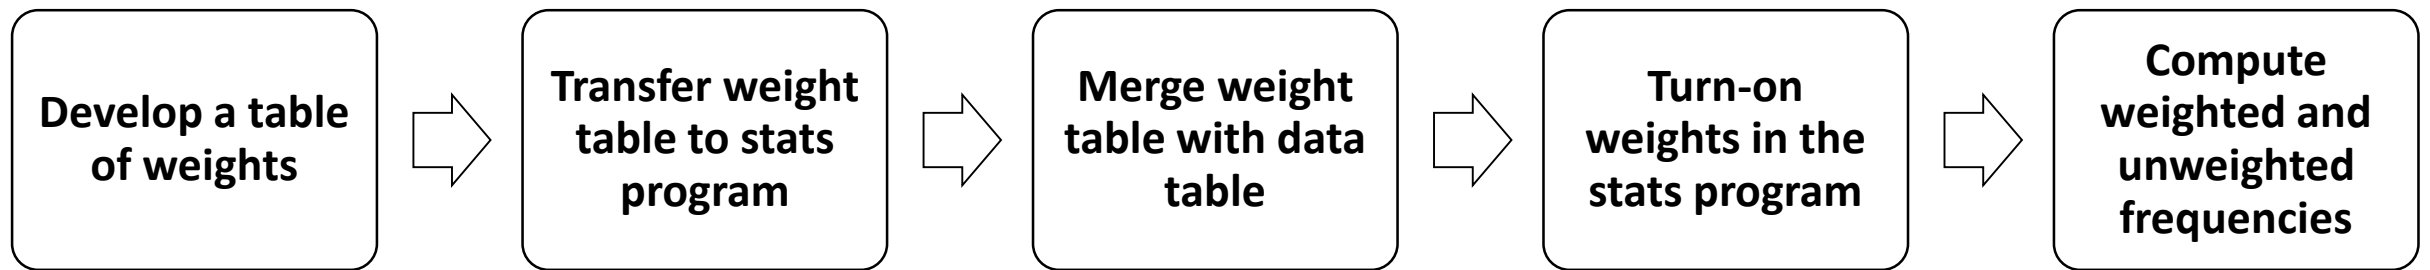 Develop a table
of weights
Transfer weight
table to stats
program
Merge weight
table with data
table
Turn-on
weights in the
stats program
Compute
weighted and
unweighted
frequencies